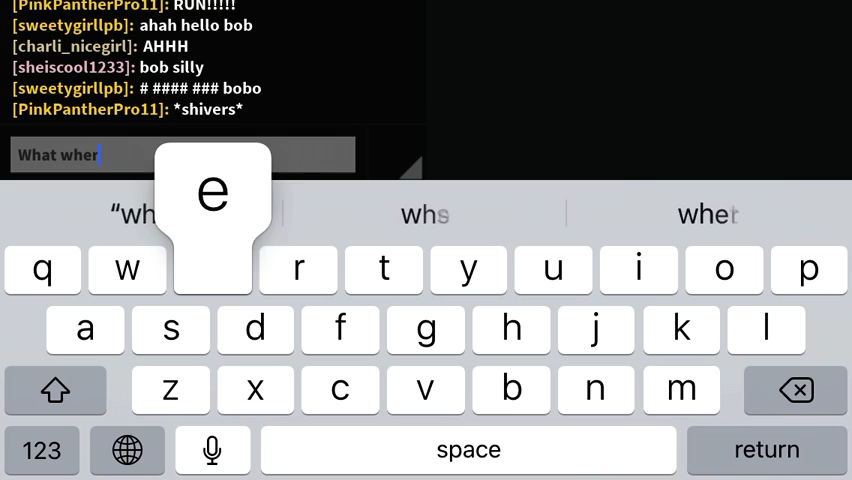 [PinkPantherPro11]: RUN!!!!!
[sweetygirllpb]: ahah hello bob
[charli_nicegirl]: AHHH
[sheiscool1233]: bob silly
[sweetygirllpb]: # #### ### bobo
[PinkPantherPro11]: *shivers*
What wher
e
“wh whs whet
q w r t y u i o p
a s d f g h j k l
z x c v b n m
123 space return